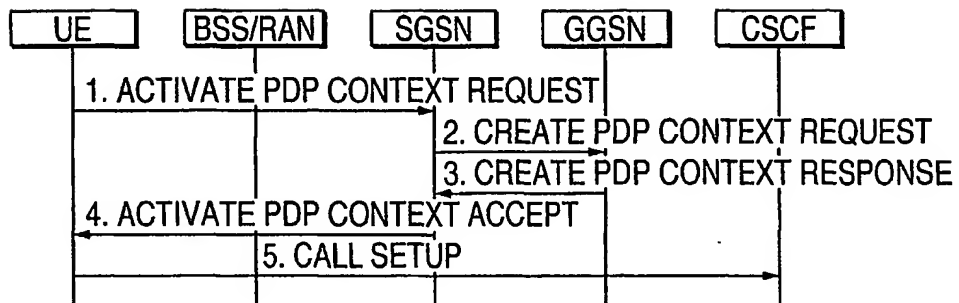 UE BSS/RAN SGSN GGSN CSCF
1. ACTIVATE PDP CONTEXT REQUEST
2. CREATE PDP CONTEXT REQUEST
3. CREATE PDP CONTEXT RESPONSE
4. ACTIVATE PDP CONTEXT ACCEPT
5. CALL SETUP